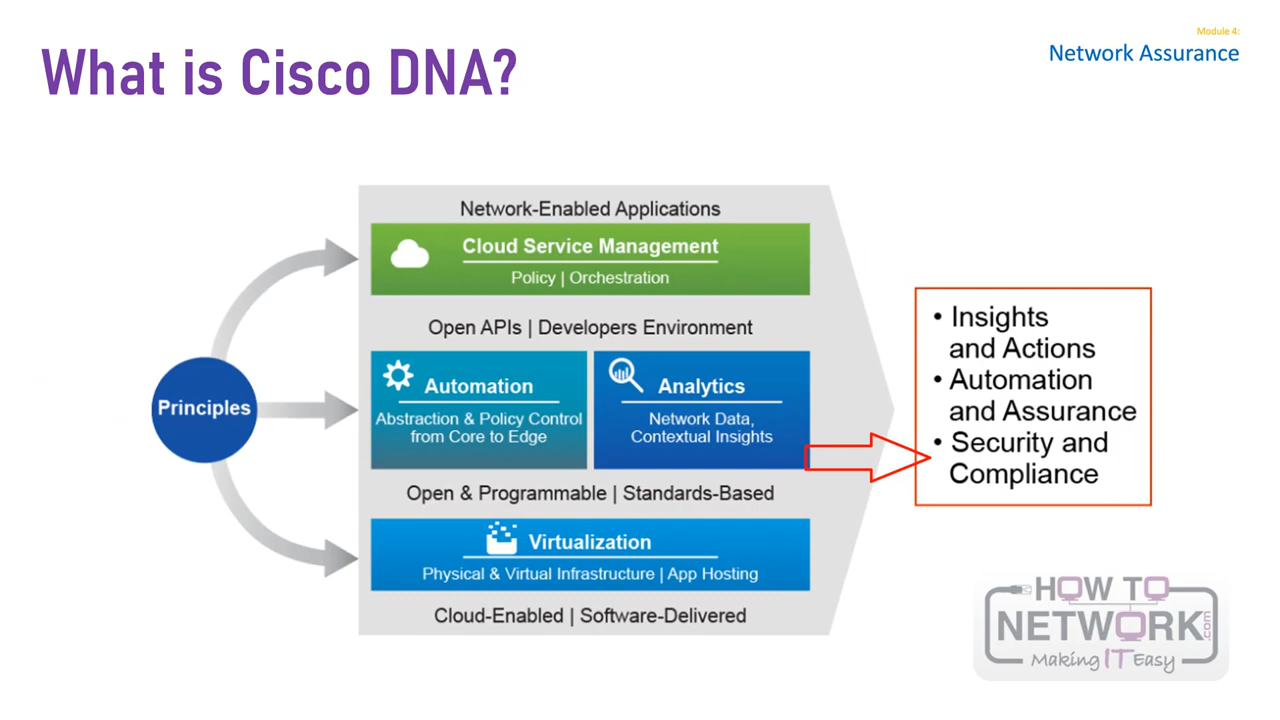 Module 4:
Network Assurance
What is Cisco DNA?
Principles
Network-Enabled Applications
Cloud Service Management
Policy | Orchestration
Open APIs | Developers Environment
Automation
Abstraction & Policy Control
from Core to Edge
Analytics
Network Data,
Contextual Insights
Open & Programmable | Standards-Based
Virtualization
Physical & Virtual Infrastructure | App Hosting
Cloud-Enabled | Software-Delivered
• Insights
and Actions
• Automation
and Assurance
• Security and
Compliance
HOW TO
NETWORK.com
Making IT Easy